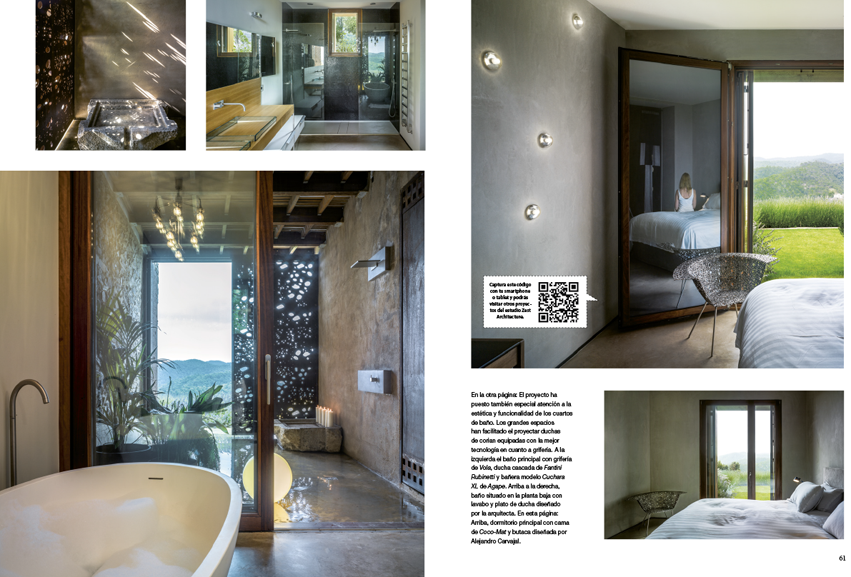 Captura este código
con tu smartphone
o tablet y podrás
visitar otros proyec-
tos del estudio Zest
Architecture.
En la otra página: El proyecto ha
puesto también especial atención a la
estética y funcionalidad de los cuartos
de baño. Los grandes espacios
han facilitado el proyectar duchas
de corian equipadas con la mejor
tecnología en cuanto a grifería. A la
izquierda el baño principal con grifería
de Vola, ducha cascada de Fantini
Rubinetti y bañera modelo Cuchara
XL de Agape. Arriba a la derecha,
baño situado en la planta baja con
lavabo y plato de ducha diseñado
por la arquitecta. En esta página:
Arriba, dormitorio principal con cama
de Coco-Mat y butaca diseñada por
Alejandro Carvajal.
61